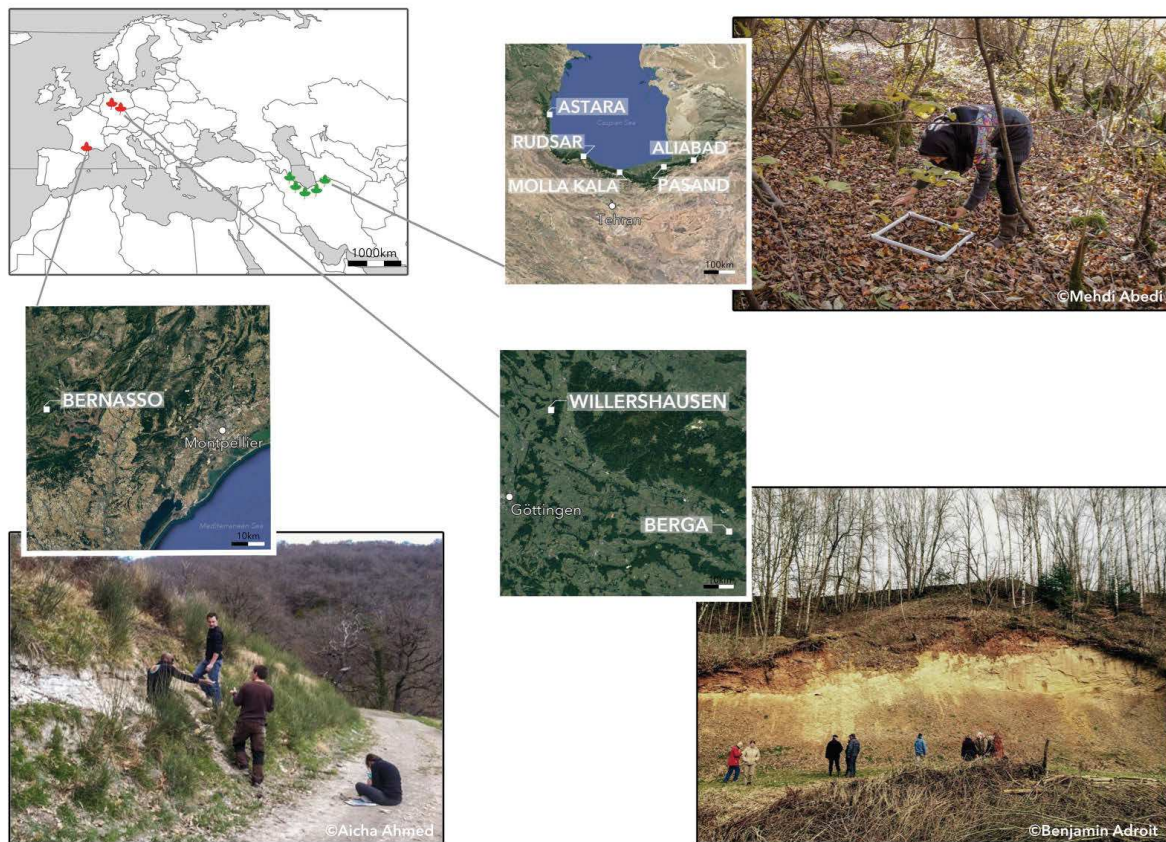 1000km
ASTARA
Caspian Sea
RUDSAR
ALIABAD
MOLLA KALA
PASAND
Tehran
100km
©Mehdi Abedi
BERNASSO
Montpellier
Mediterranean Sea
10km
WILLERSHAUSEN
Göttingen
BERGA
©Aicha Ahmed
©Benjamin Adroit